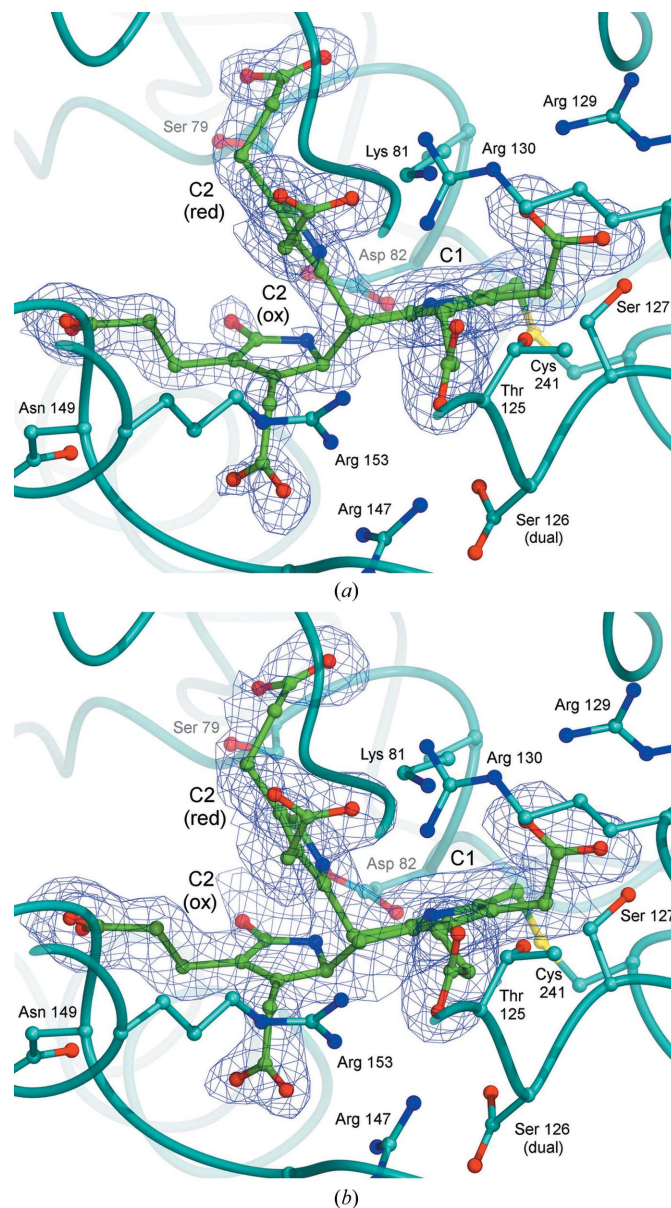 Arg 129
Ser 79
Lys 81
Arg 130
C2
(red)
Asp 82
C1
C2
(ox)
Ser 127
Cys
241
Thr
125
Asn 149
Arg 153
Arg 147
Ser 126
(dual)
(a)
Arg 129
Ser 79
Lys 81
Arg 130
C2
(red)
Asp 82
C1
C2
(ox)
Ser 127
Cys
241
Thr
125
Asn 149
Arg 153
Arg 147
Ser 126
(dual)
(b)